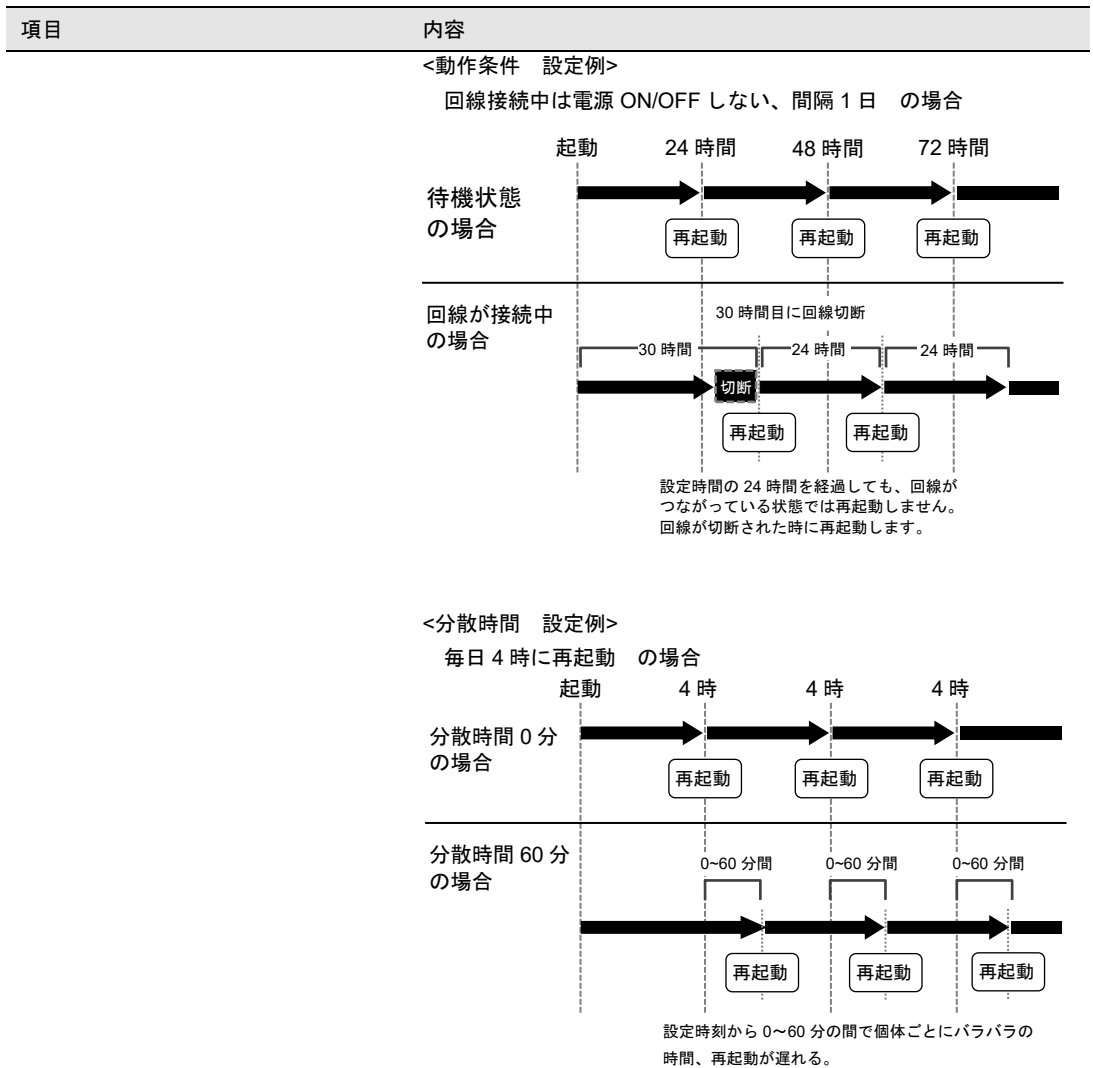 項目 内容
<動作条件　設定例>
回線接続中は電源 ON/OFF しない、間隔 1 日　の場合
起動 24 時間 48 時間 72 時間
待機状態
の場合
再起動 再起動 再起動
回線が接続中
の場合
30 時間目に回線切断
30 時間 24 時間 24 時間
切断
再起動 再起動
設定時間の 24 時間を経過しても、回線が
つながっている状態では再起動しません。
回線が切断された時に再起動します。
<分散時間　設定例>
毎日 4 時に再起動　の場合
起動 4 時 4 時 4 時
分散時間 0 分
の場合
再起動 再起動 再起動
分散時間 60 分
の場合
0~60 分間 0~60 分間 0~60 分間
再起動 再起動 再起動
設定時刻から 0～60 分の間で個体ごとにバラバラの
時間、再起動が遅れる。